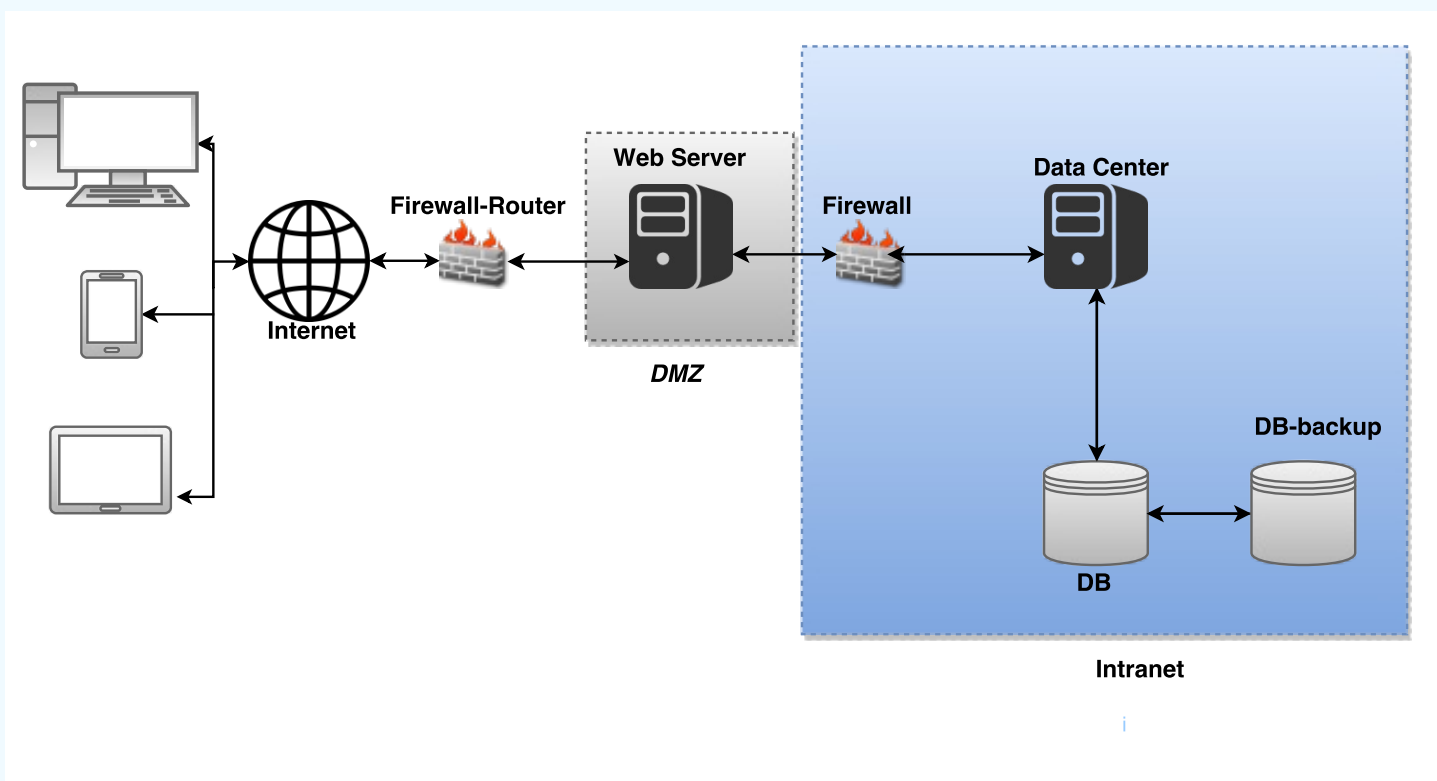 Web Server
Data Center
Firewall-Router
Firewall
Internet
DMZ
DB-backup
DB
Intranet
i